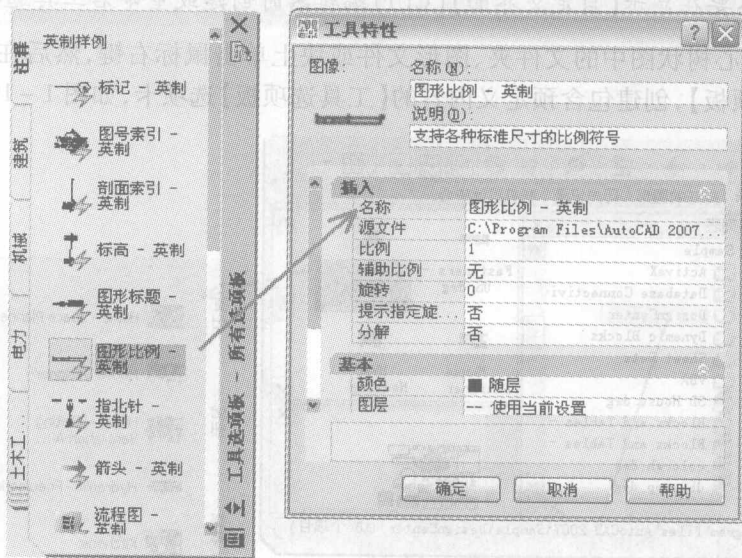 英制样例
注释
建筑
机械
电力
土木工...
标记 - 英制
图号索引 -
英制
剖面索引 -
英制
标高 - 英制
图形标题 -
英制
图形比例 -
英制
指北针 -
英制
箭头 - 英制
流程图 -
英制
工具选项板 - 所有选项板
工具特性
图像:
名称(N):
图形比例 - 英制
说明(D):
支持各种标准尺寸的比例符号
插入
名称 图形比例 - 英制
源文件 C:\Program Files\AutoCAD 2007...
比例 1
辅助比例 无
旋转 0
提示指定旋... 否
分解 否
基本
颜色 随层
图层 -- 使用当前设置
确定 取消 帮助